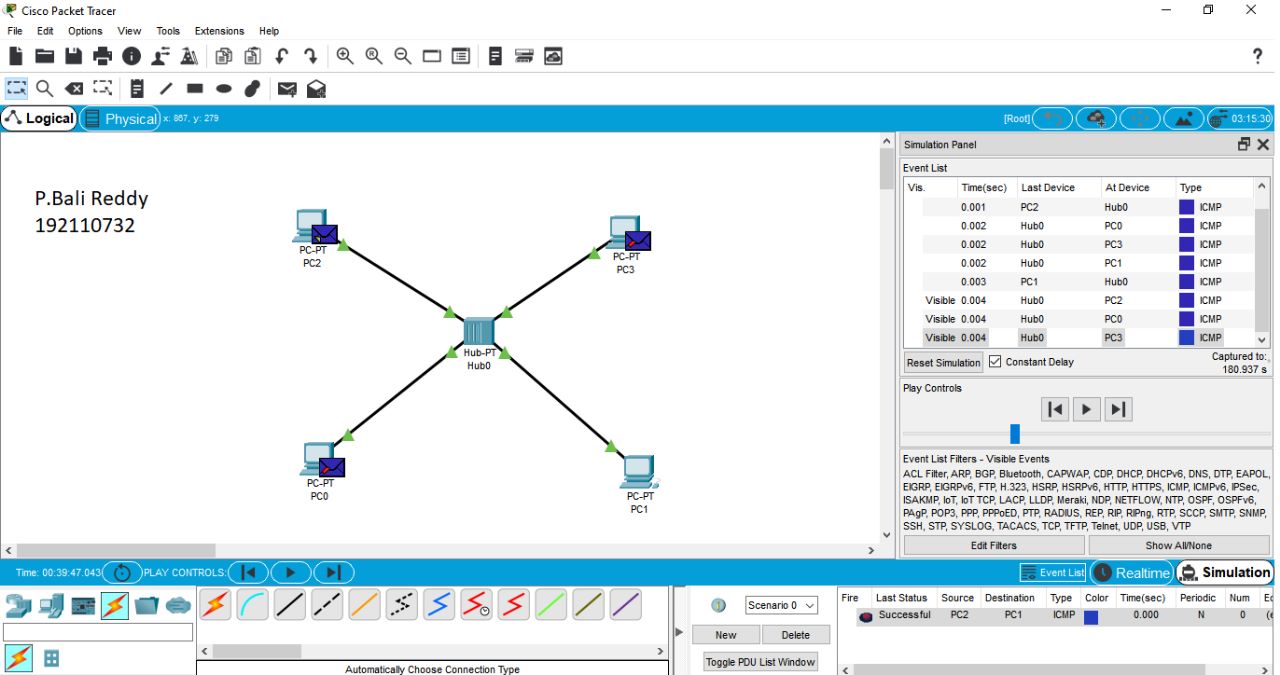 Cisco Packet Tracer
File Edit Options View Tools Extensions Help
Logical Physical x: 867, y: 279 [Root] 03:15:30
P.Bali Reddy
192110732
PC-PT
PC2
PC-PT
PC3
Hub-PT
Hub0
PC-PT
PC0
PC-PT
PC1
Simulation Panel
Event List
Vis. Time(sec) Last Device At Device Type
0.001 PC2 Hub0 ICMP
0.002 Hub0 PC0 ICMP
0.002 Hub0 PC3 ICMP
0.002 Hub0 PC1 ICMP
0.003 PC1 Hub0 ICMP
Visible 0.004 Hub0 PC2 ICMP
Visible 0.004 Hub0 PC0 ICMP
Visible 0.004 Hub0 PC3 ICMP
Reset Simulation Constant Delay Captured to:
180.937 s
Play Controls
Event List Filters - Visible Events
ACL Filter, ARP, BGP, Bluetooth, CAPWAP, CDP, DHCP, DHCPv6, DNS, DTP, EAPOL,
EIGRP, EIGRPv6, FTP, H.323, HSRP, HSRPv6, HTTP, HTTPS, ICMP, ICMPv6, IPSec,
ISAKMP, IoT, IoT TCP, LACP, LLDP, Meraki, NDP, NETFLOW, NTP, OSPF, OSPFv6,
PAgP, POP3, PPP, PPPoED, PTP, RADIUS, REP, RIP, RIPng, RTP, SCCP, SMTP, SNMP,
SSH, STP, SYSLOG, TACACS, TCP, TFTP, Telnet, UDP, USB, VTP
Edit Filters Show All/None
Time: 00:39:47.043 PLAY CONTROLS: Event List Realtime Simulation
Scenario 0
New Delete
Toggle PDU List Window
Fire Last Status Source Destination Type Color Time(sec) Periodic Num Ec
Successful PC2 PC1 ICMP 0.000 N 0 (e
Automatically Choose Connection Type